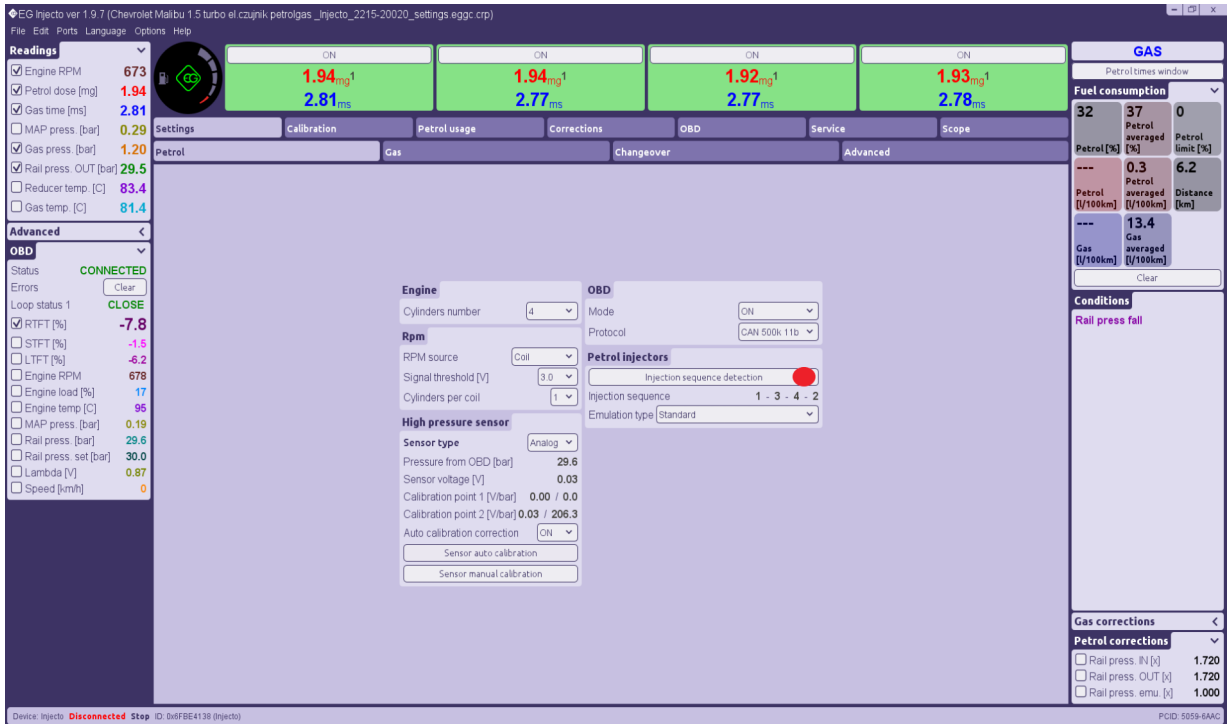 EG Injecto ver 1.9.7 (Chevrolet Malibu 1.5 turbo el.czujnik petrolgas _Injecto_2215-20020_settings.eggc.crp)
File Edit Ports Language Options Help
Readings
Engine RPM 673
Petrol dose [mg] 1.94
Gas time [ms] 2.81
MAP press. [bar] 0.29
Gas press. [bar] 1.20
Rail press. OUT [bar] 29.5
Reducer temp. [C] 83.4
Gas temp. [C] 81.4
Advanced
OBD
Status CONNECTED
Errors Clear
Loop status 1 CLOSE
RTFT [%] -7.8
STFT [%] -1.5
LTFT [%] -6.2
Engine RPM 678
Engine load [%] 17
Engine temp [C] 95
MAP press. [bar] 0.19
Rail press. [bar] 29.6
Rail press. set [bar] 30.0
Lambda [V] 0.87
Speed [km/h] 0
EG
ON ON ON ON
1.94mg1 1.94mg1 1.92mg1 1.93mg1
2.81ms 2.77ms 2.77ms 2.78ms
Settings Calibration Petrol usage Corrections OBD Service Scope
Petrol Gas Changeover Advanced
Engine
Cylinders number 4
Rpm
RPM source Coil
Signal threshold [V] 3.0
Cylinders per coil 1
High pressure sensor
Sensor type Analog
Pressure from OBD [bar] 29.6
Sensor voltage [V] 0.03
Calibration point 1 [V/bar] 0.00 / 0.0
Calibration point 2 [V/bar] 0.03 / 206.3
Auto calibration correction ON
Sensor auto calibration
Sensor manual calibration
OBD
Mode ON
Protocol CAN 500k 11b
Petrol injectors
Injection sequence detection
Injection sequence 1 - 3 - 4 - 2
Emulation type Standard
GAS
Petrol times window
Fuel consumption
32 37 0
Petrol [%] Petrol averaged [%] Petrol limit [%]
--- 0.3 6.2
Petrol [l/100km] Petrol averaged [l/100km] Distance [km]
--- 13.4
Gas [l/100km] Gas averaged [l/100km]
Clear
Conditions
Rail press fall
Gas corrections
Petrol corrections
Rail press. IN [x] 1.720
Rail press. OUT [x] 1.720
Rail press. emu. [x] 1.000
Device: Injecto Disconnected Stop ID: 0x6FBE4138 (Injecto)
PCID: 5059-6AAC